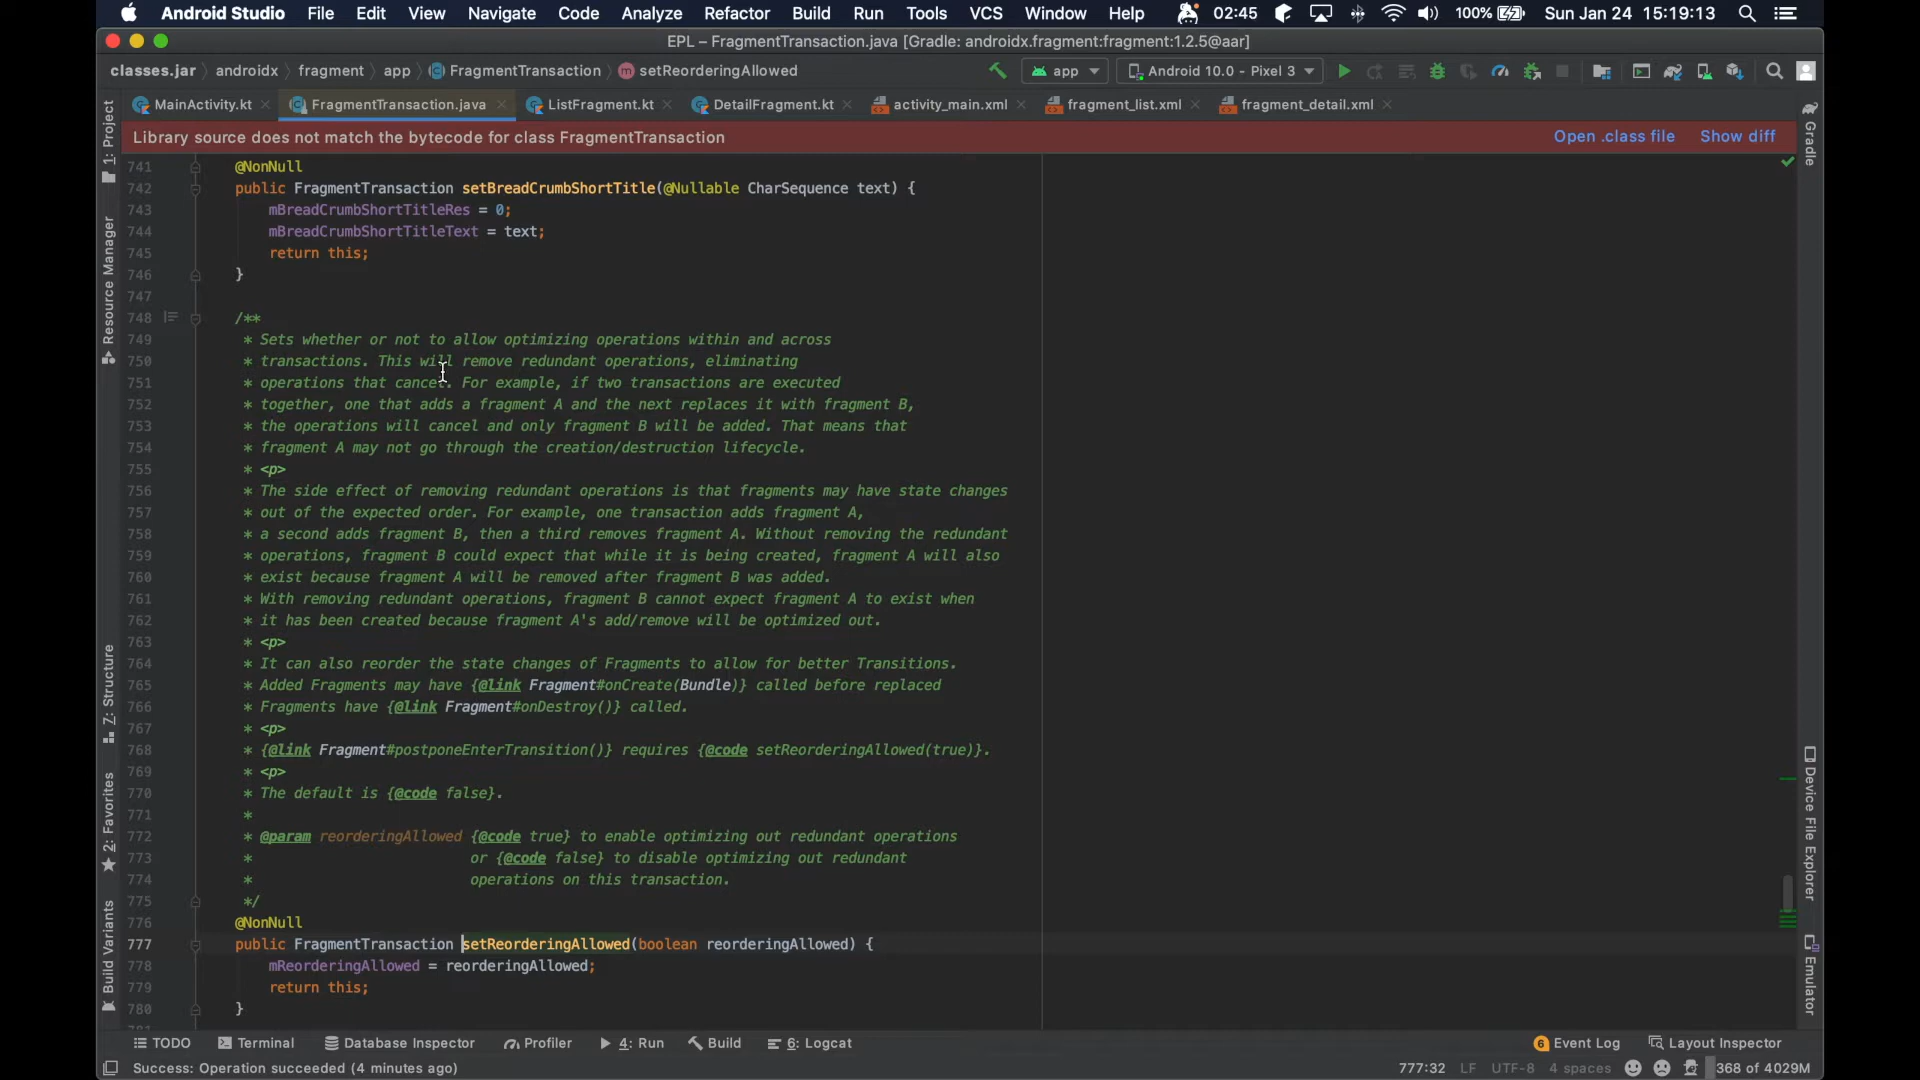 Android Studio File Edit View Navigate Code Analyze Refactor Build Run Tools VCS Window Help 02:45 100% Sun Jan 24 15:19:13
EPL – FragmentTransaction.java [Gradle: androidx.fragment:fragment:1.2.5@aar]
classes.jar androidx fragment app FragmentTransaction setReorderingAllowed app Android 10.0 - Pixel 3
MainActivity.kt FragmentTransaction.java ListFragment.kt DetailFragment.kt activity_main.xml fragment_list.xml fragment_detail.xml
Library source does not match the bytecode for class FragmentTransaction Open .class file Show diff
741 @NonNull
742 public FragmentTransaction setBreadCrumbShortTitle(@Nullable CharSequence text) {
743 mBreadCrumbShortTitleRes = 0;
744 mBreadCrumbShortTitleText = text;
745 return this;
746 }
747
748 /**
749 * Sets whether or not to allow optimizing operations within and across
750 * transactions. This will remove redundant operations, eliminating
751 * operations that cancel. For example, if two transactions are executed
752 * together, one that adds a fragment A and the next replaces it with fragment B,
753 * the operations will cancel and only fragment B will be added. That means that
754 * fragment A may not go through the creation/destruction lifecycle.
755 * <p>
756 * The side effect of removing redundant operations is that fragments may have state changes
757 * out of the expected order. For example, one transaction adds fragment A,
758 * a second adds fragment B, then a third removes fragment A. Without removing the redundant
759 * operations, fragment B could expect that while it is being created, fragment A will also
760 * exist because fragment A will be removed after fragment B was added.
761 * With removing redundant operations, fragment B cannot expect fragment A to exist when
762 * it has been created because fragment A's add/remove will be optimized out.
763 * <p>
764 * It can also reorder the state changes of Fragments to allow for better Transitions.
765 * Added Fragments may have {@link Fragment#onCreate(Bundle)} called before replaced
766 * Fragments have {@link Fragment#onDestroy()} called.
767 * <p>
768 * {@link Fragment#postponeEnterTransition()} requires {@code setReorderingAllowed(true)}.
769 * <p>
770 * The default is {@code false}.
771 *
772 * @param reorderingAllowed {@code true} to enable optimizing out redundant operations
773 * or {@code false} to disable optimizing out redundant
774 * operations on this transaction.
775 */
776 @NonNull
777 public FragmentTransaction setReorderingAllowed(boolean reorderingAllowed) {
778 mReorderingAllowed = reorderingAllowed;
779 return this;
780 }
1: Project
Resource Manager
Z: Structure
2: Favorites
Build Variants
Gradle
Device File Explorer
Emulator
TODO Terminal Database Inspector Profiler 4: Run Build 6: Logcat 6 Event Log Layout Inspector
Success: Operation succeeded (4 minutes ago) 777:32 LF UTF-8 4 spaces 368 of 4029M